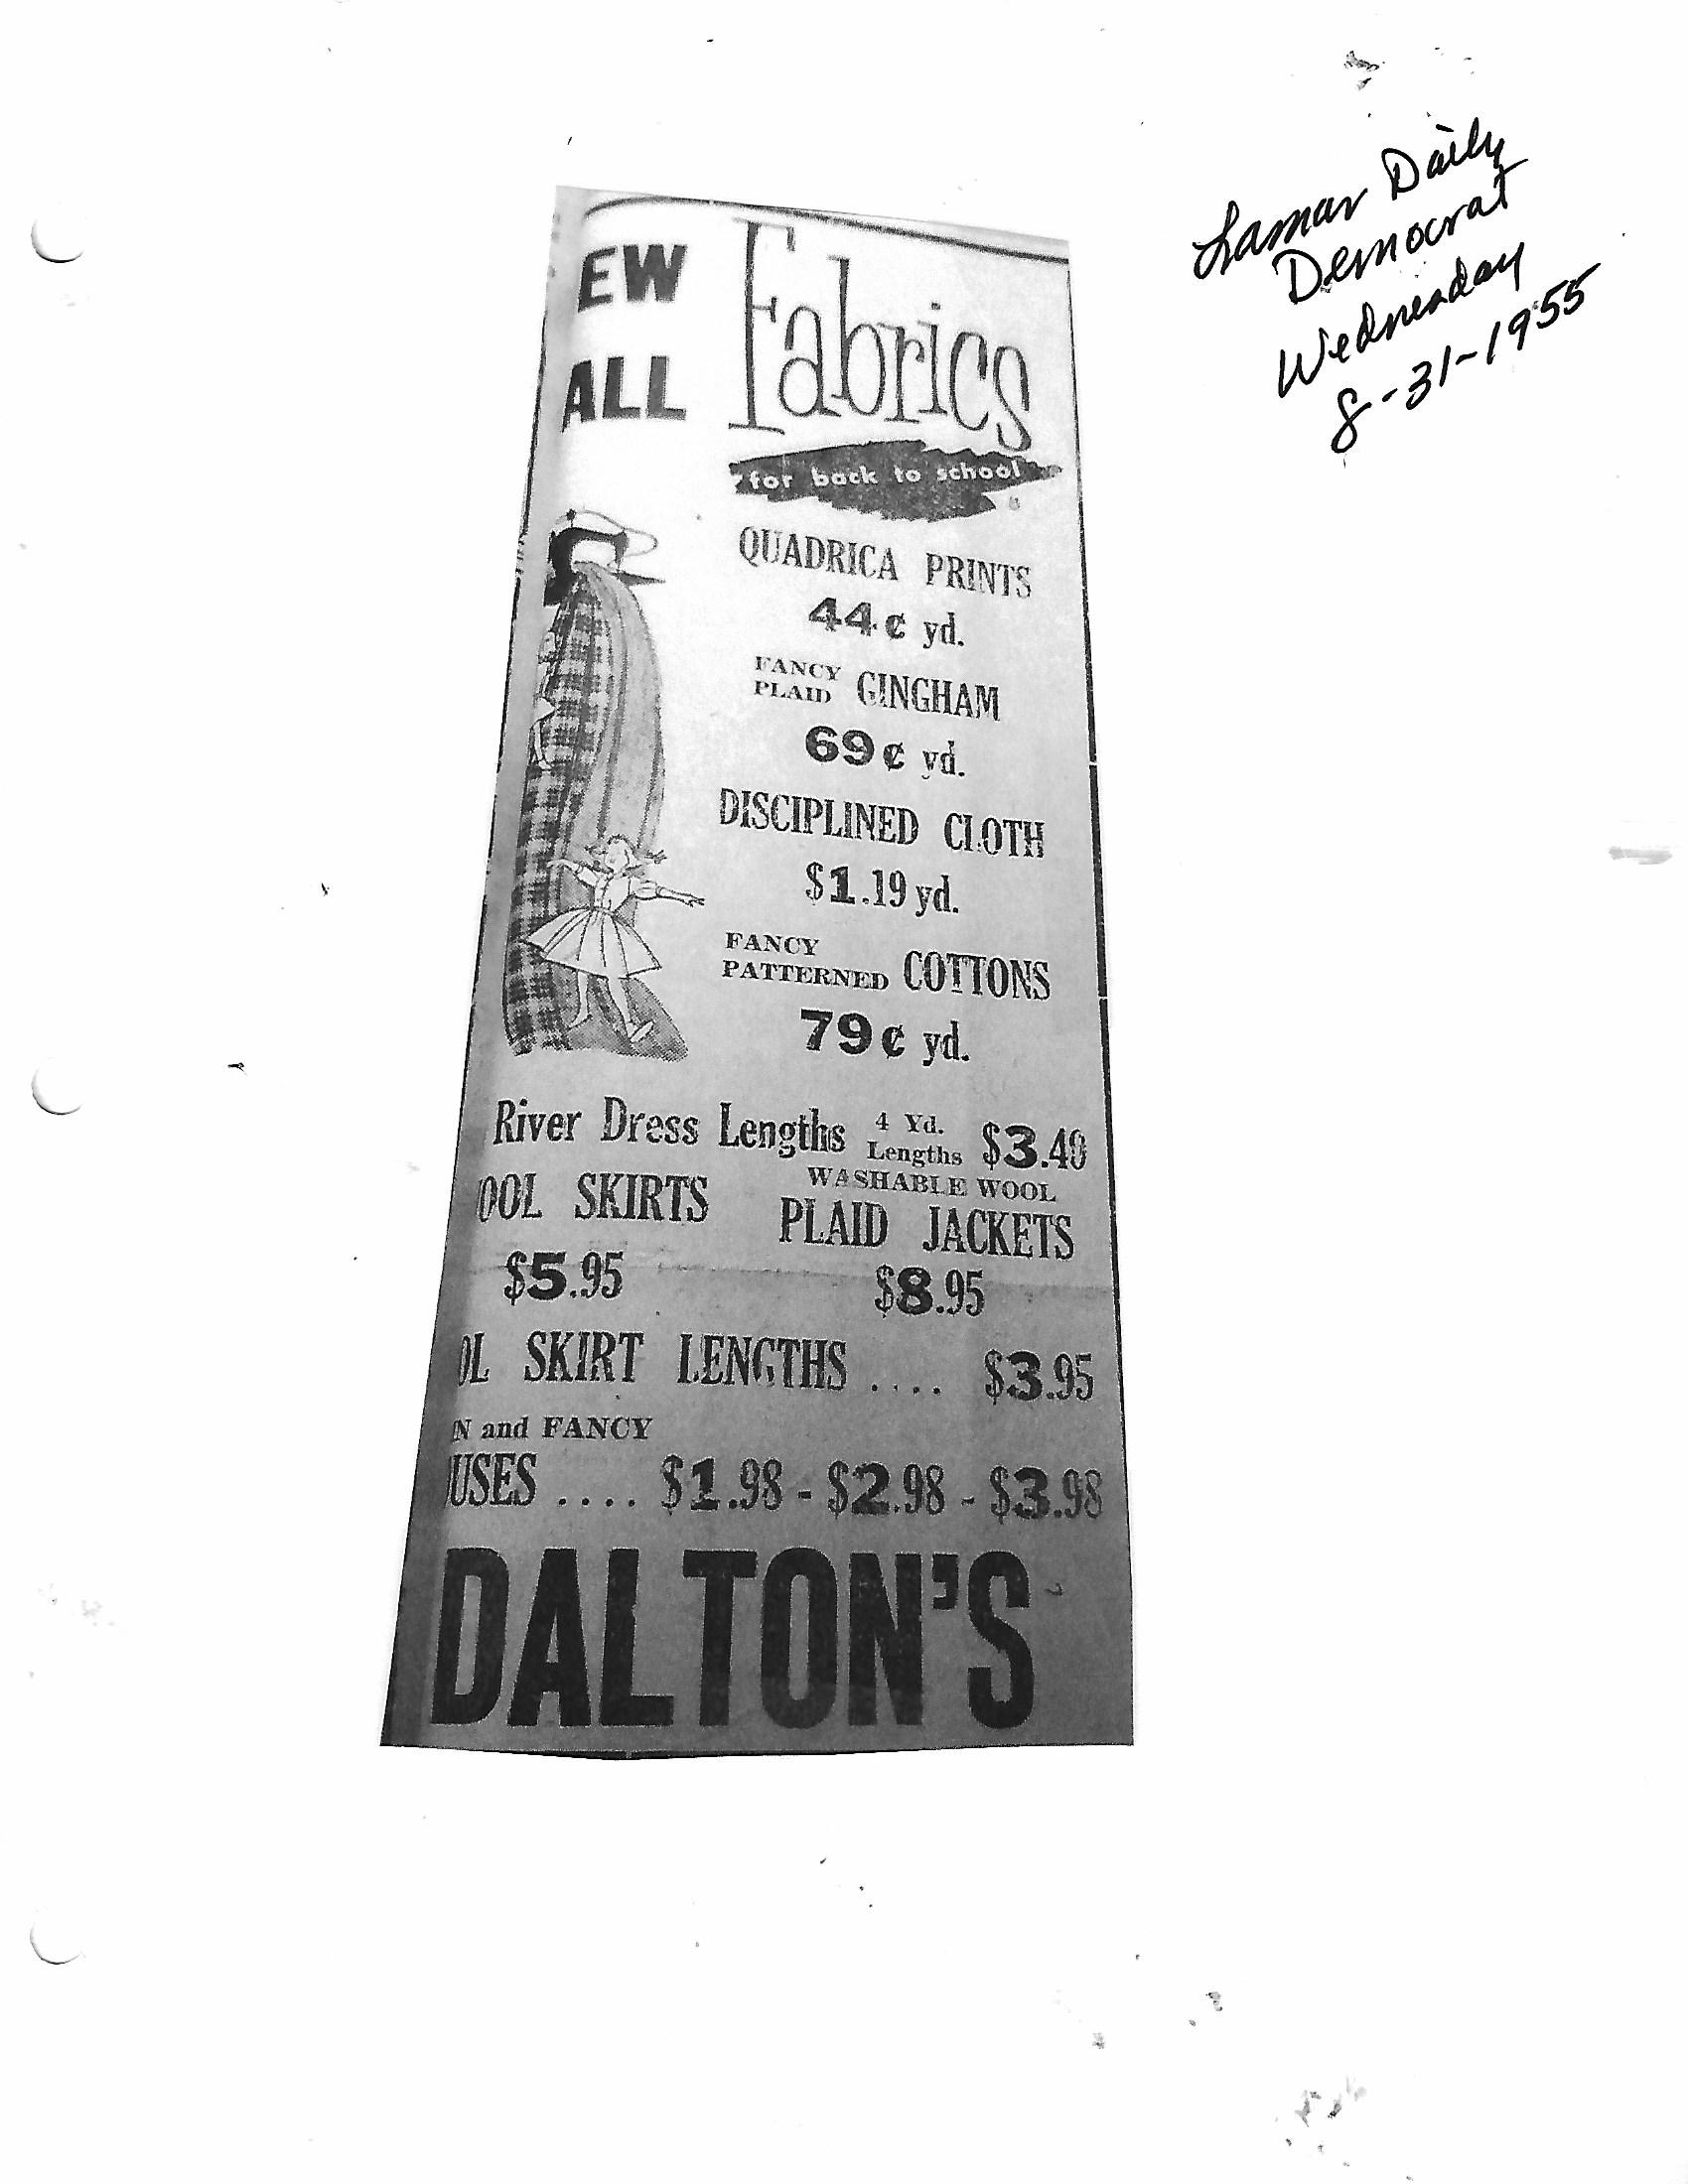 Lamar Daily
Democrat
Wednesday
8-31-1955
EW
ALL
Fabrics
for back to school
QUADRICA PRINTS
44¢ yd.
FANCY
PLAID GINGHAM
69¢ yd.
DISCIPLINED CLOTH
$1.19 yd.
FANCY
PATTERNED COTTONS
79¢ yd.
River Dress Lengths 4 Yd. Lengths $3.49
OOL SKIRTS
$5.95
WASHABLE WOOL
PLAID JACKETS
$8.95
OL SKIRT LENGTHS .... $3.95
N and FANCY
USES .... $1.98 - $2.98 - $3.98
DALTON'S